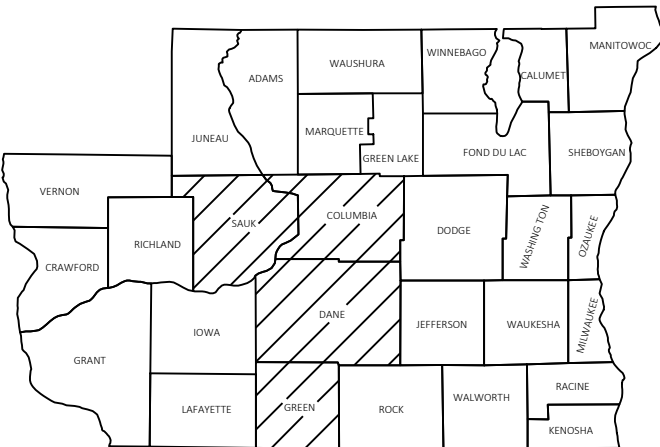 MANITOWOC
WINNEBAGO
WAUSHURA
CALUMET
ADAMS
MARQUETTE
JUNEAU
GREEN LAKE
FOND DU LAC
SHEBOYGAN
VERNON
COLUMBIA
SAUK
DODGE
WASHING TON
OZAUKEE
RICHLAND
CRAWFORD
DANE
JEFFERSON
WAUKESHA
MILWAUKEE
IOWA
GRANT
RACINE
WALWORTH
LAFAYETTE
GREEN
ROCK
KENOSHA